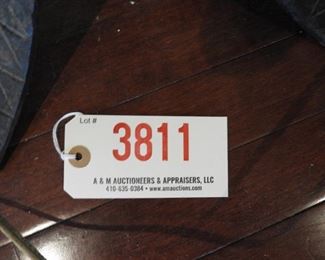 Lot #
3811
A & M AUCTIONEERS & APPRAISERS, LLC
410-635-0384 • www.amauctions.com